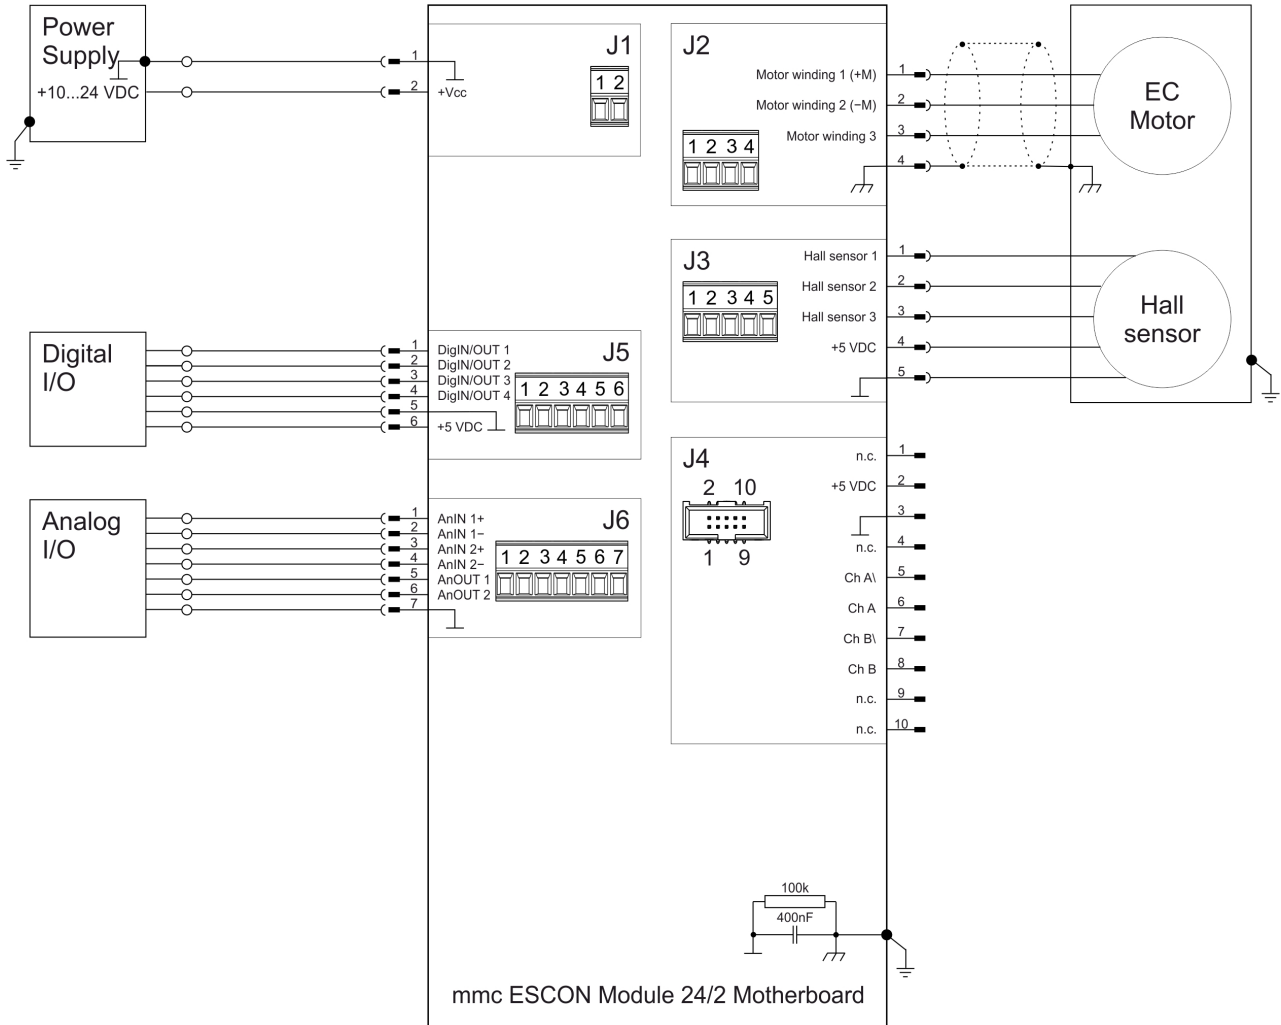 Power
Supply
+10...24 VDC
1
2
+Vcc
J1
1 2
J2
Motor winding 1 (+M)
Motor winding 2 (−M)
Motor winding 3
1 2 3 4
1
2
3
4
EC
Motor
J3
1 2 3 4 5
Hall sensor 1
Hall sensor 2
Hall sensor 3
+5 VDC
1
2
3
4
5
Hall
sensor
Digital
I/O
1
2
3
4
5
6
DigIN/OUT 1
DigIN/OUT 2
DigIN/OUT 3
DigIN/OUT 4
+5 VDC
J5
1 2 3 4 5 6
J4
2 10
1 9
n.c.
+5 VDC
n.c.
Ch A\
Ch A
Ch B\
Ch B
n.c.
n.c.
1
2
3
4
5
6
7
8
9
10
Analog
I/O
1
2
3
4
5
6
7
AnIN 1+
AnIN 1−
AnIN 2+
AnIN 2−
AnOUT 1
AnOUT 2
J6
1 2 3 4 5 6 7
100k
400nF
mmc ESCON Module 24/2 Motherboard